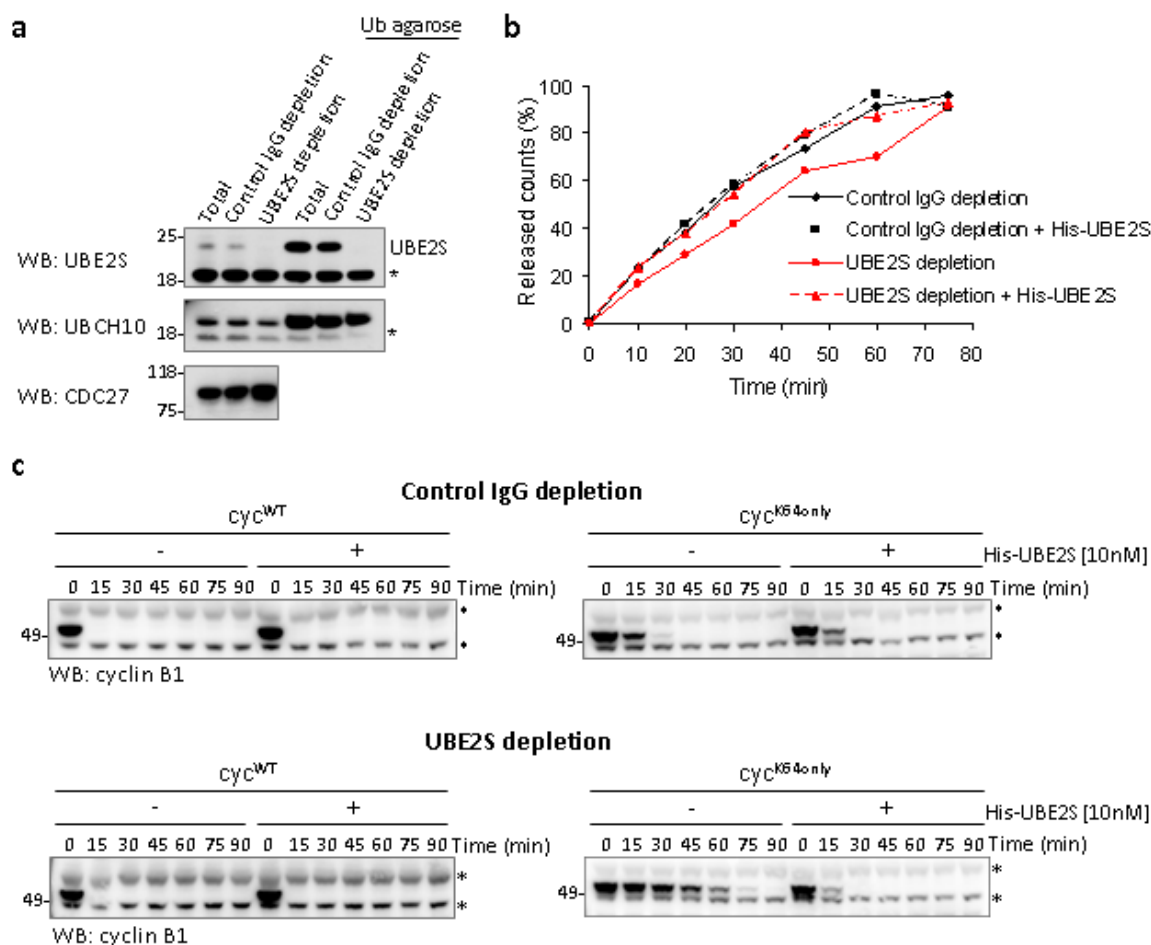 a
Ub agarose
Total
Control IgG depletion
UBE2S depletion
Total
Control IgG depletion
UBE2S depletion
WB: UBE2S
25-
18-
UBE2S
*
WB: UBCH10
18-
*
WB: CDC27
118-
75-
b
Released counts (%)
100
80
60
40
20
0
0 10 20 30 40 50 60 70 80
Time (min)
Control IgG depletion
Control IgG depletion + His-UBE2S
UBE2S depletion
UBE2S depletion + His-UBE2S
c
Control IgG depletion
cyc^WT
cyc^K64only
- + - + His-UBE2S [10nM]
0 15 30 45 60 75 90 0 15 30 45 60 75 90 Time (min)
0 15 30 45 60 75 90 0 15 30 45 60 75 90 Time (min)
49-
49-
WB: cyclin B1
UBE2S depletion
cyc^WT
cyc^K64only
- + - + His-UBE2S [10nM]
0 15 30 45 60 75 90 0 15 30 45 60 75 90 Time (min)
0 15 30 45 60 75 90 0 15 30 45 60 75 90 Time (min)
49-
*
*
49-
*
*
WB: cyclin B1